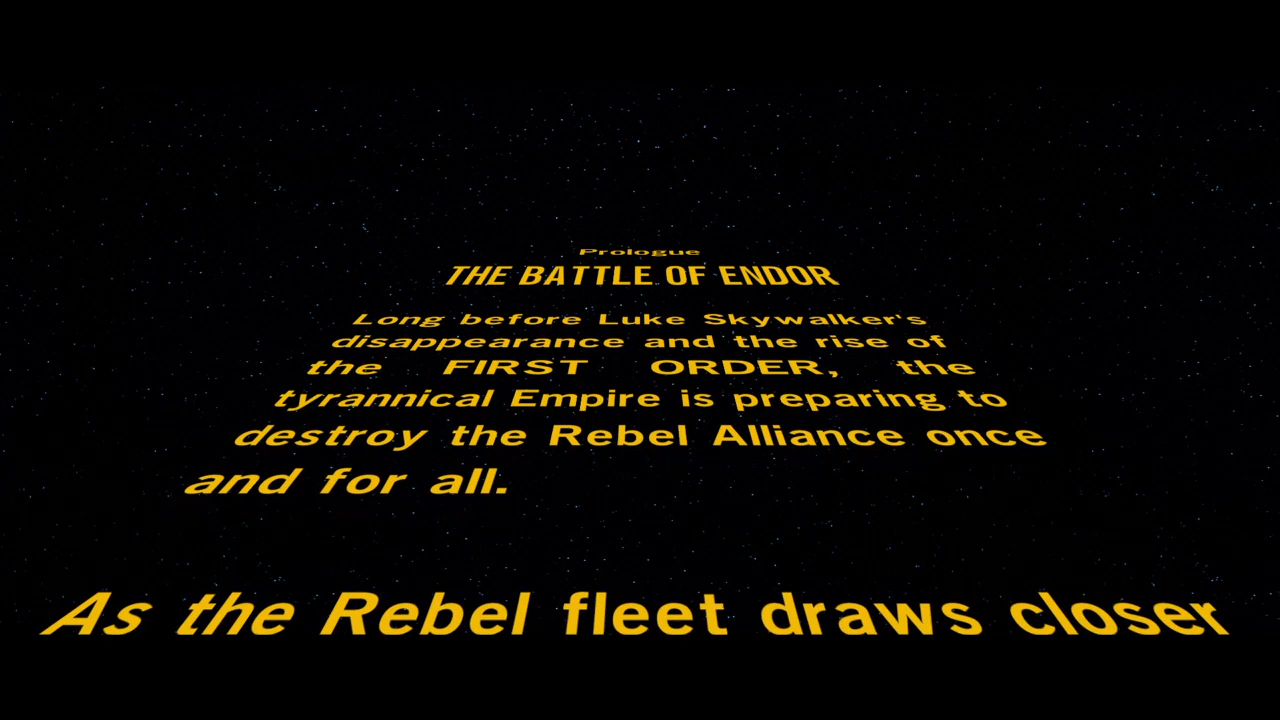 Prologue
THE BATTLE OF ENDOR
Long before Luke Skywalker's
disappearance and the rise of
the FIRST ORDER, the
tyrannical Empire is preparing to
destroy the Rebel Alliance once
and for all.
As the Rebel fleet draws closer